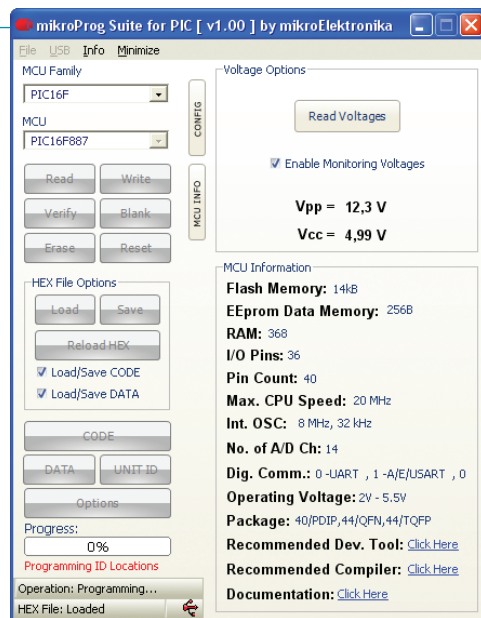 mikroProg Suite for PIC [ v1.00 ] by mikroElektronika
File USB Info Minimize
MCU Family
PIC16F
MCU
PIC16F887
Read Write
Verify Blank
Erase Reset
HEX File Options
Load Save
Reload HEX
Load/Save CODE
Load/Save DATA
CODE
DATA UNIT ID
Options
Progress:
0%
Programming ID Locations
Operation: Programming...
HEX File: Loaded
CONFIG
MCU INFO
Voltage Options
Read Voltages
Enable Monitoring Voltages
Vpp = 12,3 V
Vcc = 4,99 V
MCU Information
Flash Memory: 14kB
EEprom Data Memory: 256B
RAM: 368
I/O Pins: 36
Pin Count: 40
Max. CPU Speed: 20 MHz
Int. OSC: 8 MHz, 32 kHz
No. of A/D Ch: 14
Dig. Comm.: 0 -UART , 1 -A/E/USART , 0
Operating Voltage: 2V - 5.5V
Package: 40/PDIP,44/QFN,44/TQFP
Recommended Dev. Tool: Click Here
Recommended Compiler: Click Here
Documentation: Click Here